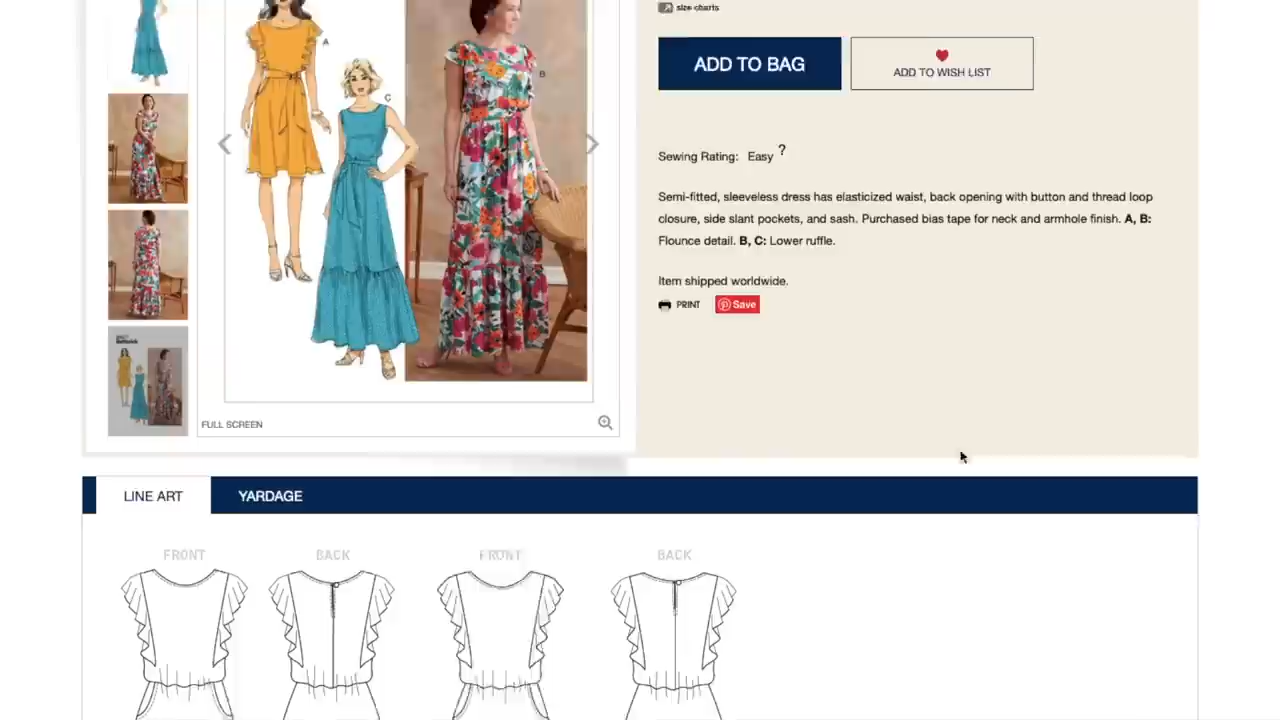 size charts
A
B
C
ADD TO BAG
ADD TO WISH LIST
Sewing Rating: Easy ?
Semi-fitted, sleeveless dress has elasticized waist, back opening with button and thread loop
closure, side slant pockets, and sash. Purchased bias tape for neck and armhole finish. A, B:
Flounce detail. B, C: Lower ruffle.
Item shipped worldwide.
PRINT
Save
FULL SCREEN
LINE ART
YARDAGE
FRONT
BACK
FRONT
BACK